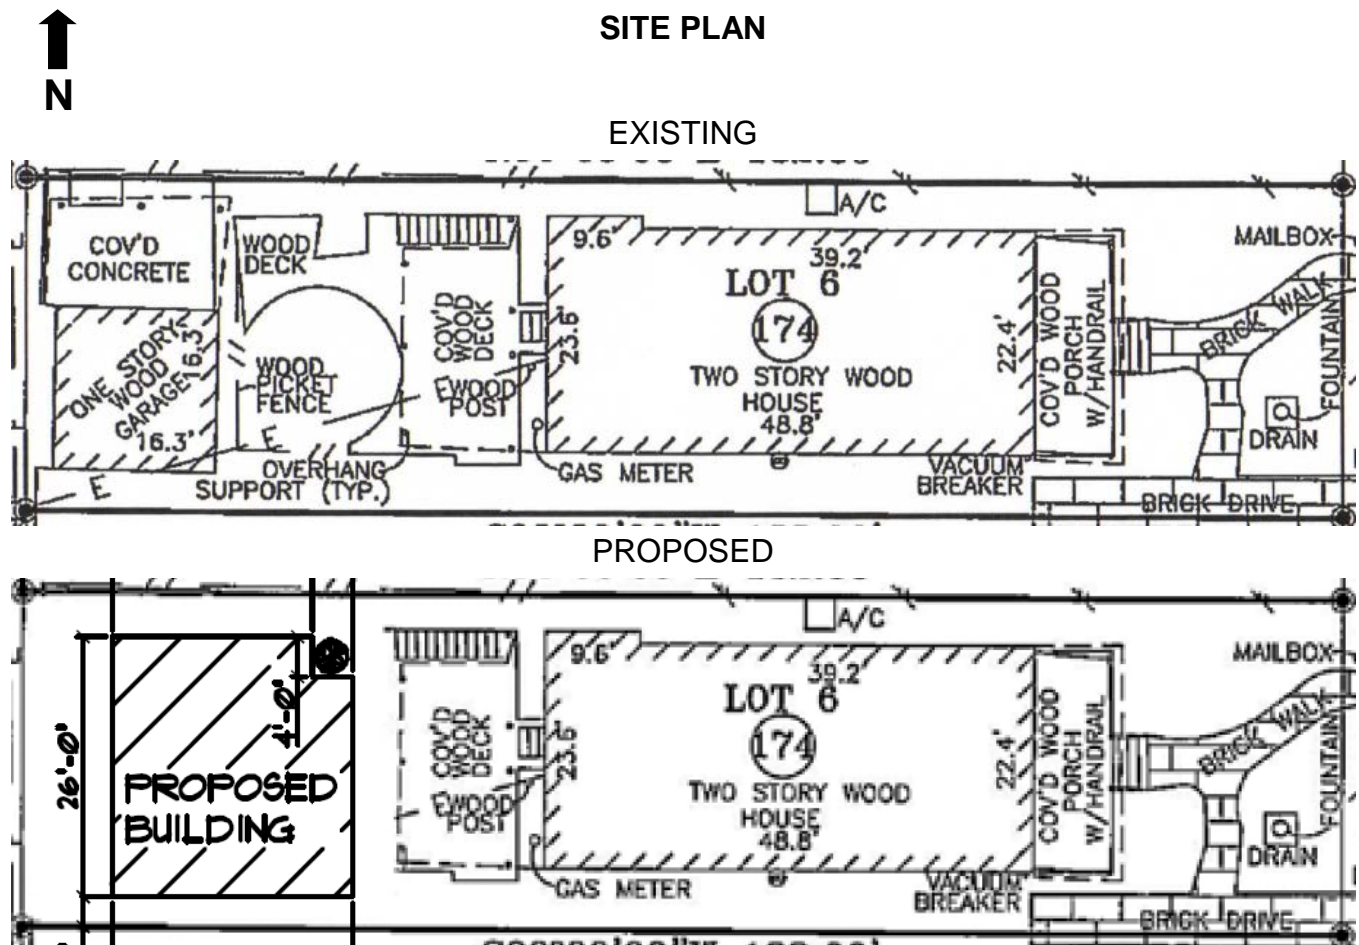 SITE PLAN
N
EXISTING
A/C
COV'D
CONCRETE
WOOD
DECK
9.6'
39.2'
MAILBOX
LOT 6
174
COV'D
WOOD
DECK
23.6'
22.4'
COV'D WOOD
PORCH
W/HANDRAIL
BRICK WALK
FOUNTAIN
ONE STORY
WOOD
GARAGE
16.3'
WOOD
PICKET
FENCE
E
WOOD
POST
TWO STORY WOOD
HOUSE
48.8'
16.3'
E
DRAIN
OVERHANG
SUPPORT (TYP.)
GAS METER
VACUUM
BREAKER
E
BRICK DRIVE
PROPOSED
A/C
9.6'
39.2'
MAILBOX
4'-0"
26'-0"
LOT 6
174
COV'D
WOOD
DECK
23.6'
22.4'
COV'D WOOD
PORCH
W/HANDRAIL
BRICK WALK
FOUNTAIN
PROPOSED
BUILDING
E
WOOD
POST
TWO STORY WOOD
HOUSE
48.8'
DRAIN
GAS METER
VACUUM
BREAKER
BRICK DRIVE